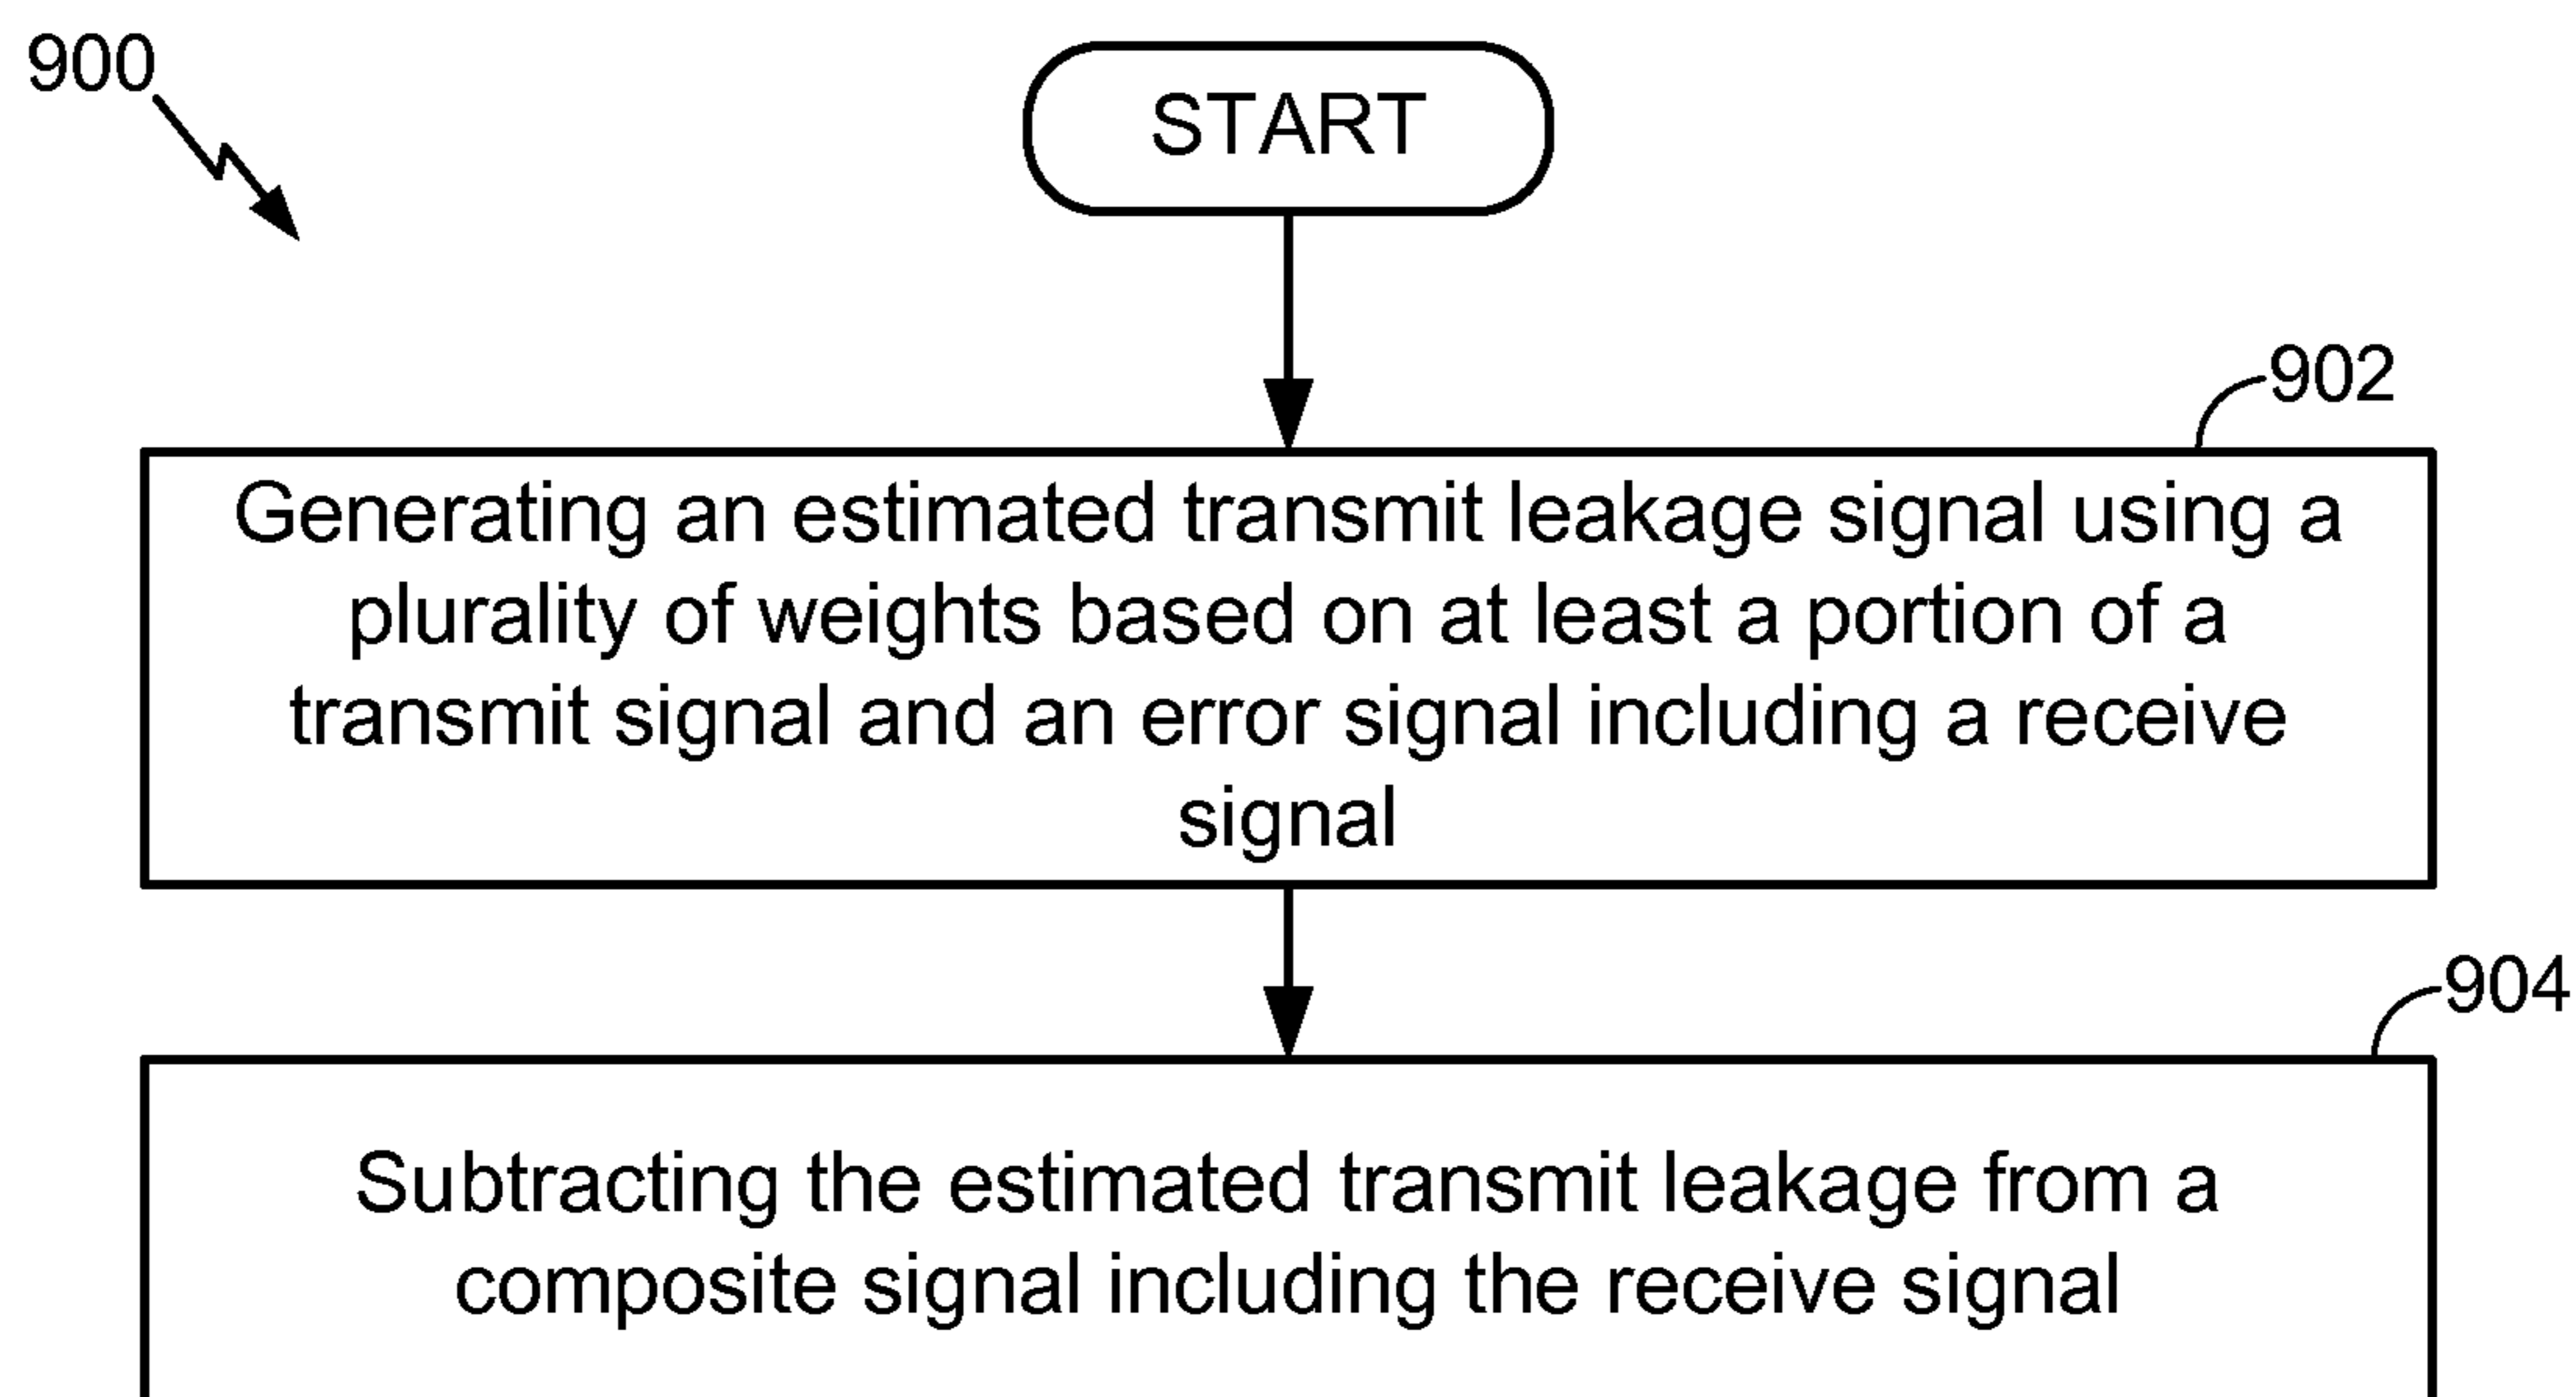 900
START
902
Generating an estimated transmit leakage signal using a
plurality of weights based on at least a portion of a
transmit signal and an error signal including a receive
signal
904
Subtracting the estimated transmit leakage from a
composite signal including the receive signal